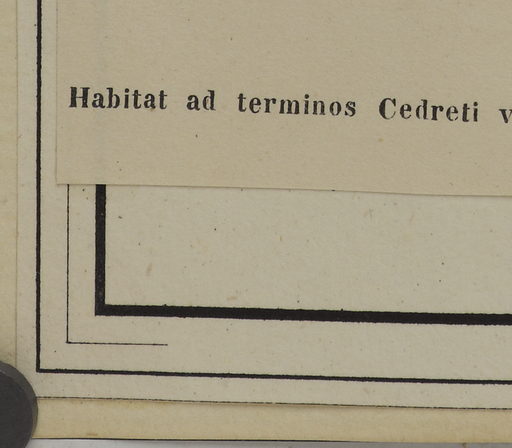 Habitat ad terminos Cedreti